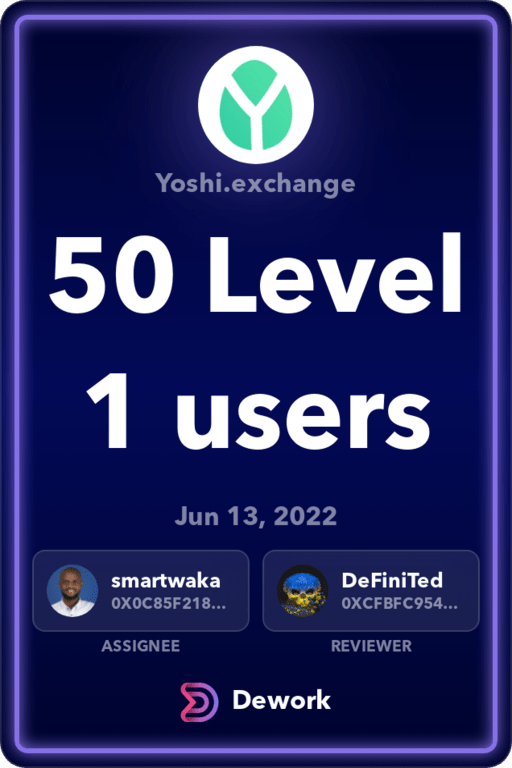 Yoshi.exchange
50 Level
1 users
Jun 13, 2022
smartwaka
0X0C85F218...
ASSIGNEE
DeFiniTed
0XCFBFC954...
REVIEWER
Dework